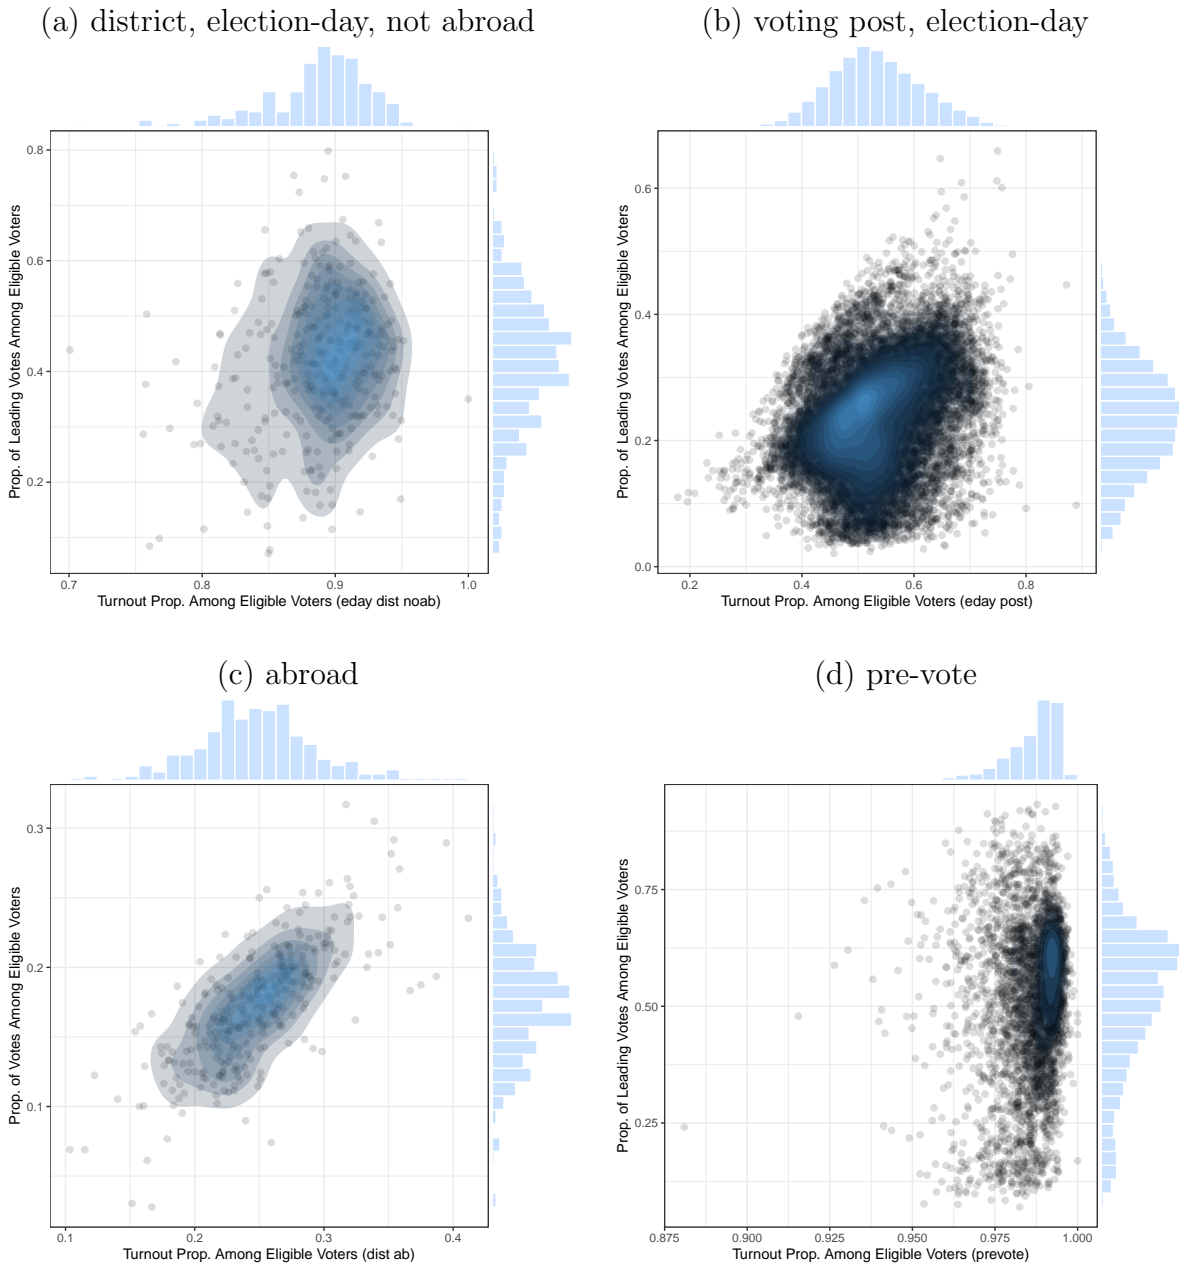 (a) district, election-day, not abroad
(b) voting post, election-day
Prop. of Leading Votes Among Eligible Voters
0.8
0.6
0.4
0.2
0.7 0.8 0.9 1.0
Turnout Prop. Among Eligible Voters (eday dist noab)
Prop. of Leading Votes Among Eligible Voters
0.6
0.4
0.2
0.0
0.2 0.4 0.6 0.8
Turnout Prop. Among Eligible Voters (eday post)
(c) abroad
(d) pre-vote
Prop. of Votes Among Eligible Voters
0.3
0.2
0.1
0.1 0.2 0.3 0.4
Turnout Prop. Among Eligible Voters (dist ab)
Prop. of Leading Votes Among Eligible Voters
0.75
0.50
0.25
0.875 0.900 0.925 0.950 0.975 1.000
Turnout Prop. Among Eligible Voters (prevote)